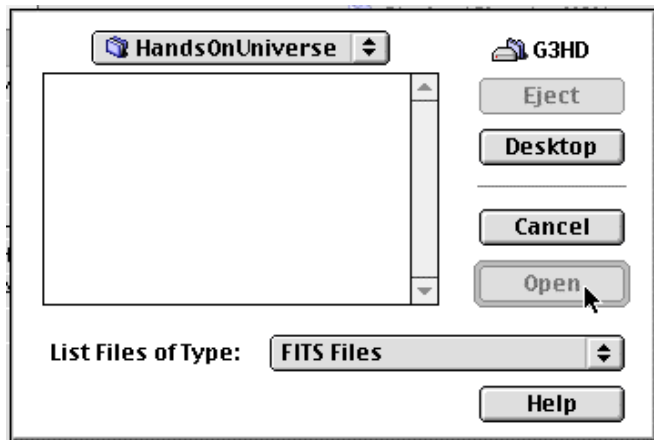 HandsOnUniverse
G3HD
Eject
Desktop
Cancel
Open
List Files of Type:
FITS Files
Help